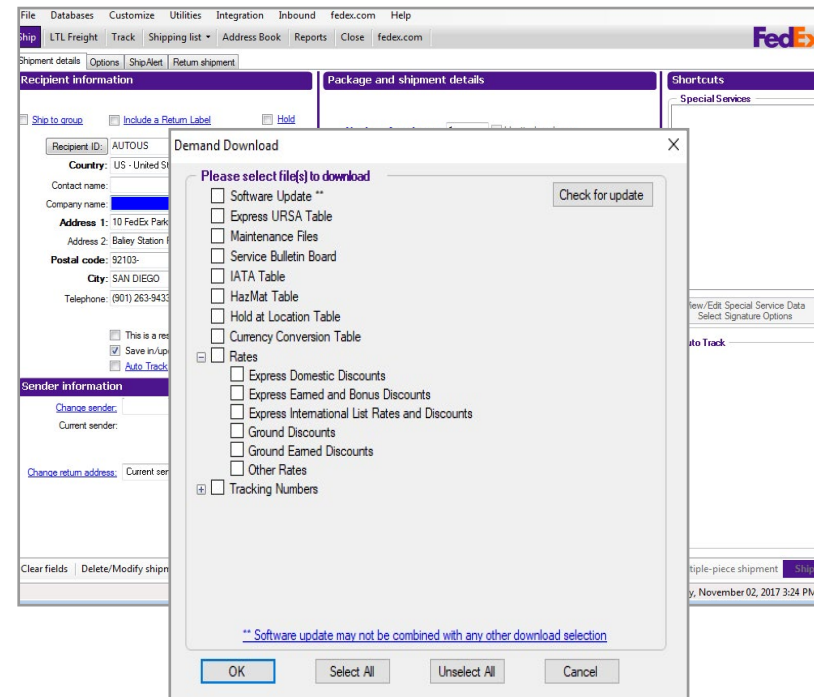 File Databases Customize Utilities Integration Inbound fedex.com Help
Ship LTL Freight Track Shipping list Address Book Reports Close fedex.com
FedEx
Shipment details Options ShipAlert Return shipment
Recipient information
Package and shipment details
Shortcuts
Special Services
Ship to group Include a Return Label Hold
Recipient ID: AUTOUS
Country: US - United St
Contact name:
Company name:
Address 1: 10 FedEx Park
Address 2: Baliey Station
Postal code: 92103-
City: SAN DIEGO
Telephone: (901) 263-9433
This is a res
Save in/up
Auto Track
Sender information
Change sender:
Current sender:
Change return address: Current sen
Clear fields Delete/Modify shipm
Demand Download
Please select file(s) to download
Check for update
Software Update **
Express URSA Table
Maintenance Files
Service Bulletin Board
IATA Table
HazMat Table
Hold at Location Table
Currency Conversion Table
Rates
Express Domestic Discounts
Express Earned and Bonus Discounts
Express International List Rates and Discounts
Ground Discounts
Ground Earned Discounts
Other Rates
Tracking Numbers
** Software update may not be combined with any other download selection
OK Select All Unselect All Cancel
View/Edit Special Service Data
Select Signature Options
Auto Track
tiple-piece shipment Ship
y, November 02, 2017 3:24 PM